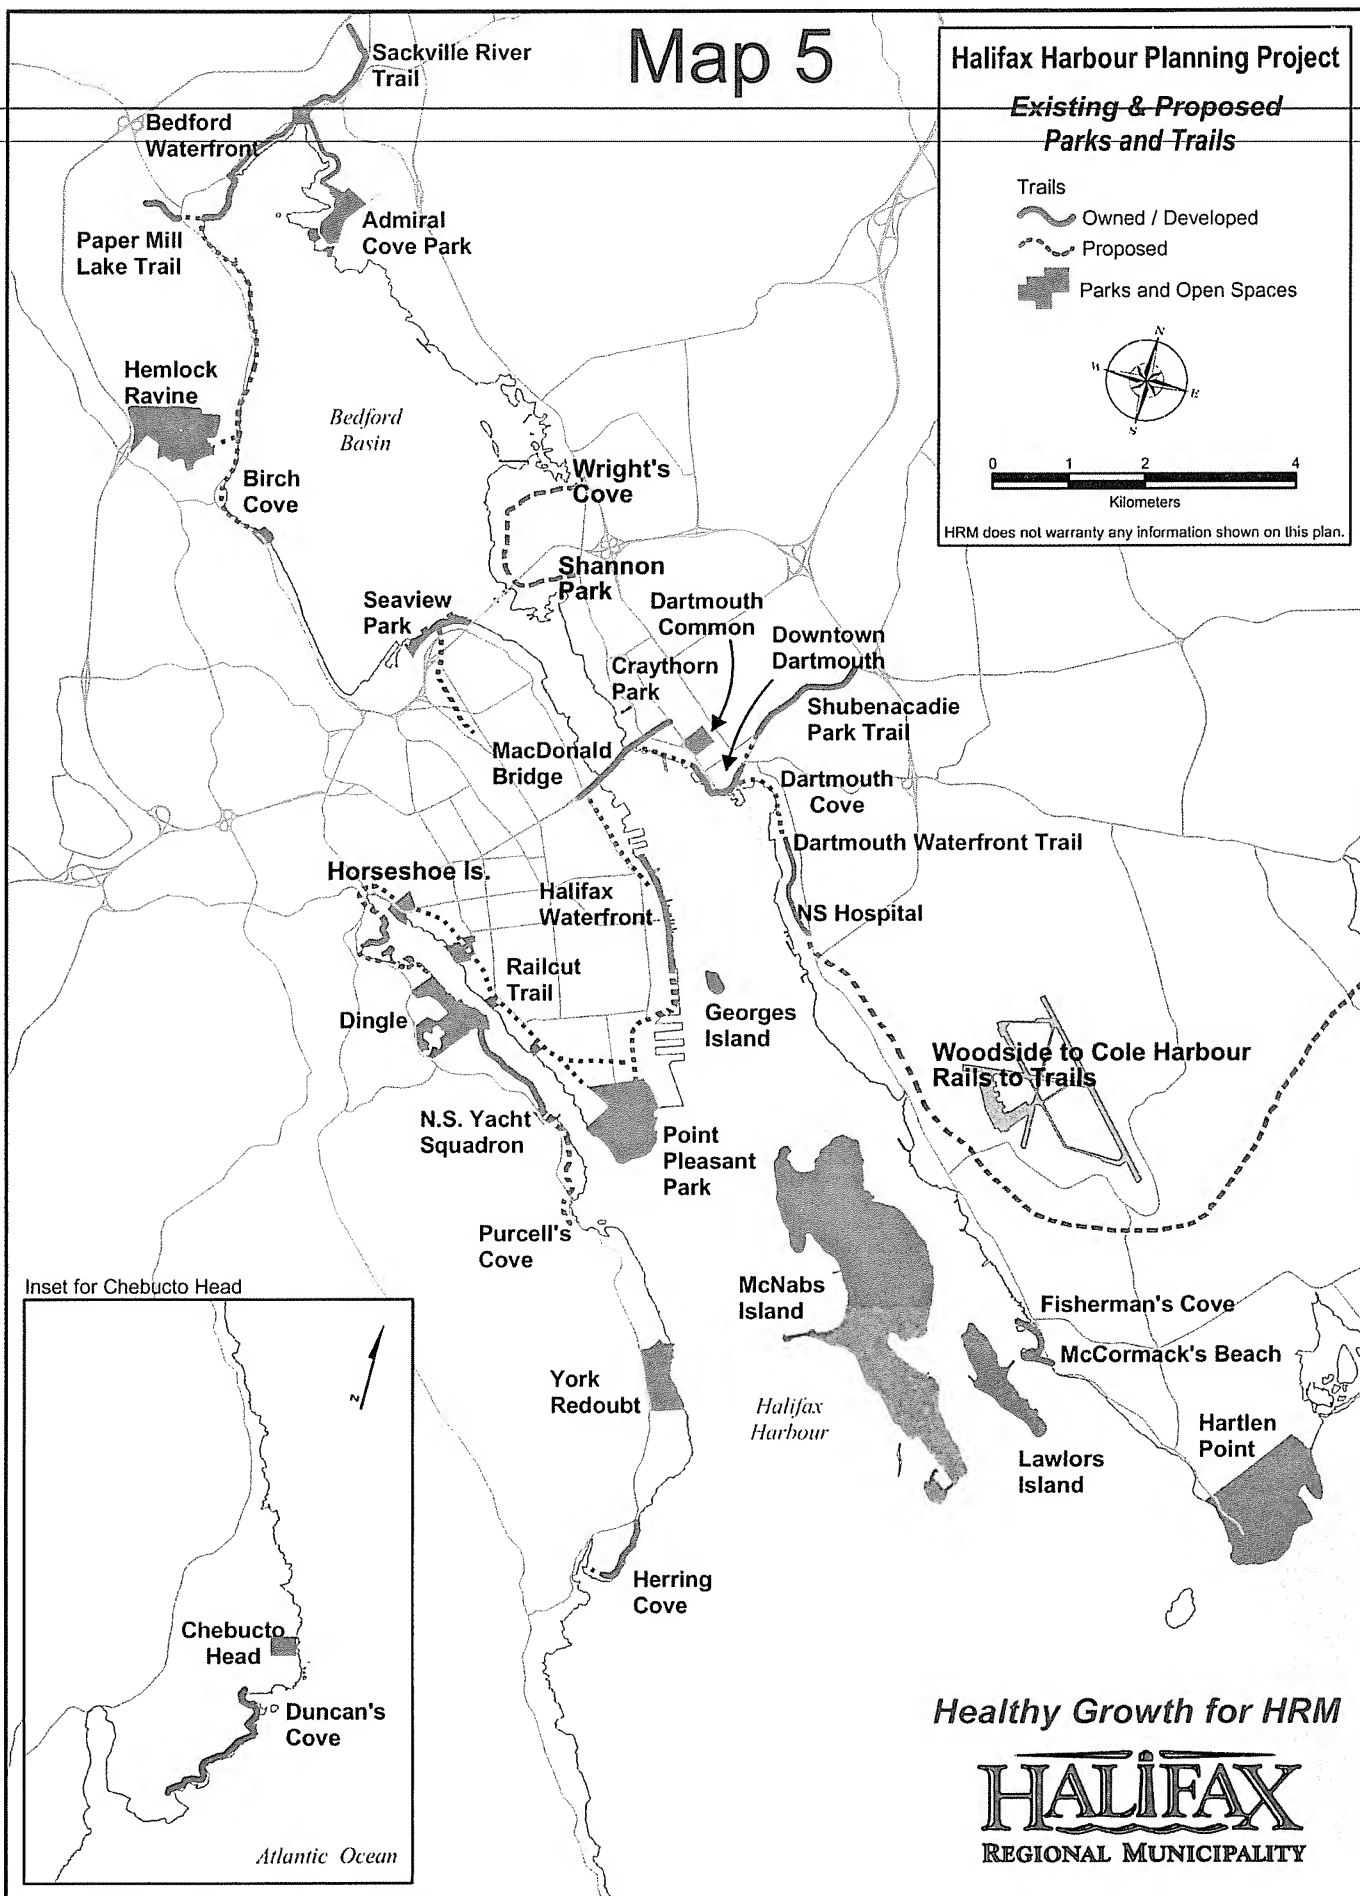 Map 5
Halifax Harbour Planning Project
Existing & Proposed
Parks and Trails
Trails
Owned / Developed
Proposed
Parks and Open Spaces
N
W
E
S
0 1 2 4
Kilometers
HRM does not warrant any information shown on this plan.
Sackville River
Trail
Bedford
Waterfront
Admiral
Cove Park
Paper Mill
Lake Trail
Hemlock
Ravine
Bedford
Basin
Birch
Cove
Wright's
Cove
Shannon
Park
Seaview
Park
Dartmouth
Common
Downtown
Dartmouth
Craythorn
Park
Shubenacadie
Park Trail
MacDonald
Bridge
Dartmouth
Cove
Dartmouth Waterfront Trail
Horseshoe Is.
Halifax
Waterfront
NS Hospital
Railcut
Trail
Georges
Island
Dingle
Woodside to Cole Harbour
Rails to Trails
N.S. Yacht
Squadron
Point
Pleasant
Park
Purcell's
Cove
McNabs
Island
Fisherman's Cove
McCormack's Beach
York
Redoubt
Halifax
Harbour
Hartlen
Point
Lawlors
Island
Herring
Cove
Inset for Chebucto Head
N
Chebucto
Head
Duncan's
Cove
Atlantic Ocean
Healthy Growth for HRM
HALIFAX
REGIONAL MUNICIPALITY